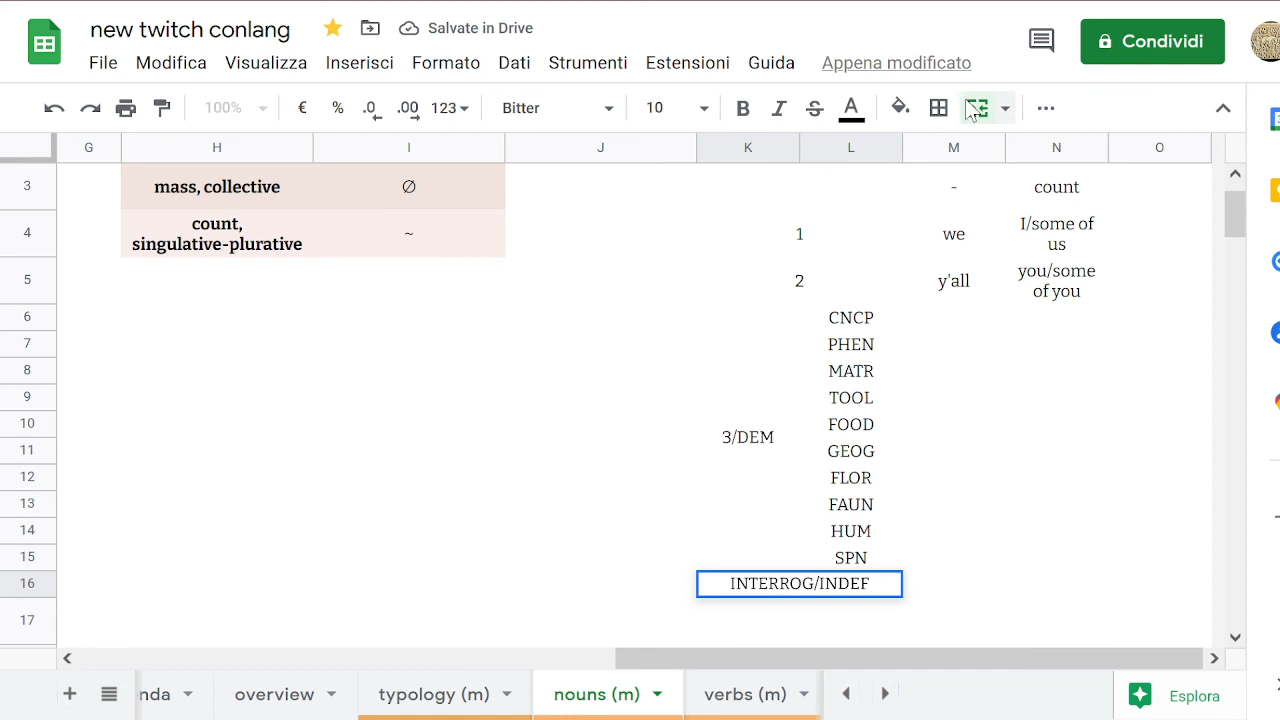 new twitch conlang
Salvate in Drive
Condividi
File Modifica Visualizza Inserisci Formato Dati Strumenti Estensioni Guida Appena modificato
100% € % .0 .00 123 Bitter 10 B I S A
G H I J K L M N O
3 mass, collective ∅ - count
4 count, singulative-plurative ~ 1 we I/some of us
5 2 y'all you/some of you
6 CNCP
7 PHEN
8 MATR
9 TOOL
10 3/DEM FOOD
11 GEOG
12 FLOR
13 FAUN
14 HUM
15 SPN
16 INTERROG/INDEF
17
nda overview typology (m) nouns (m) verbs (m) Esplora